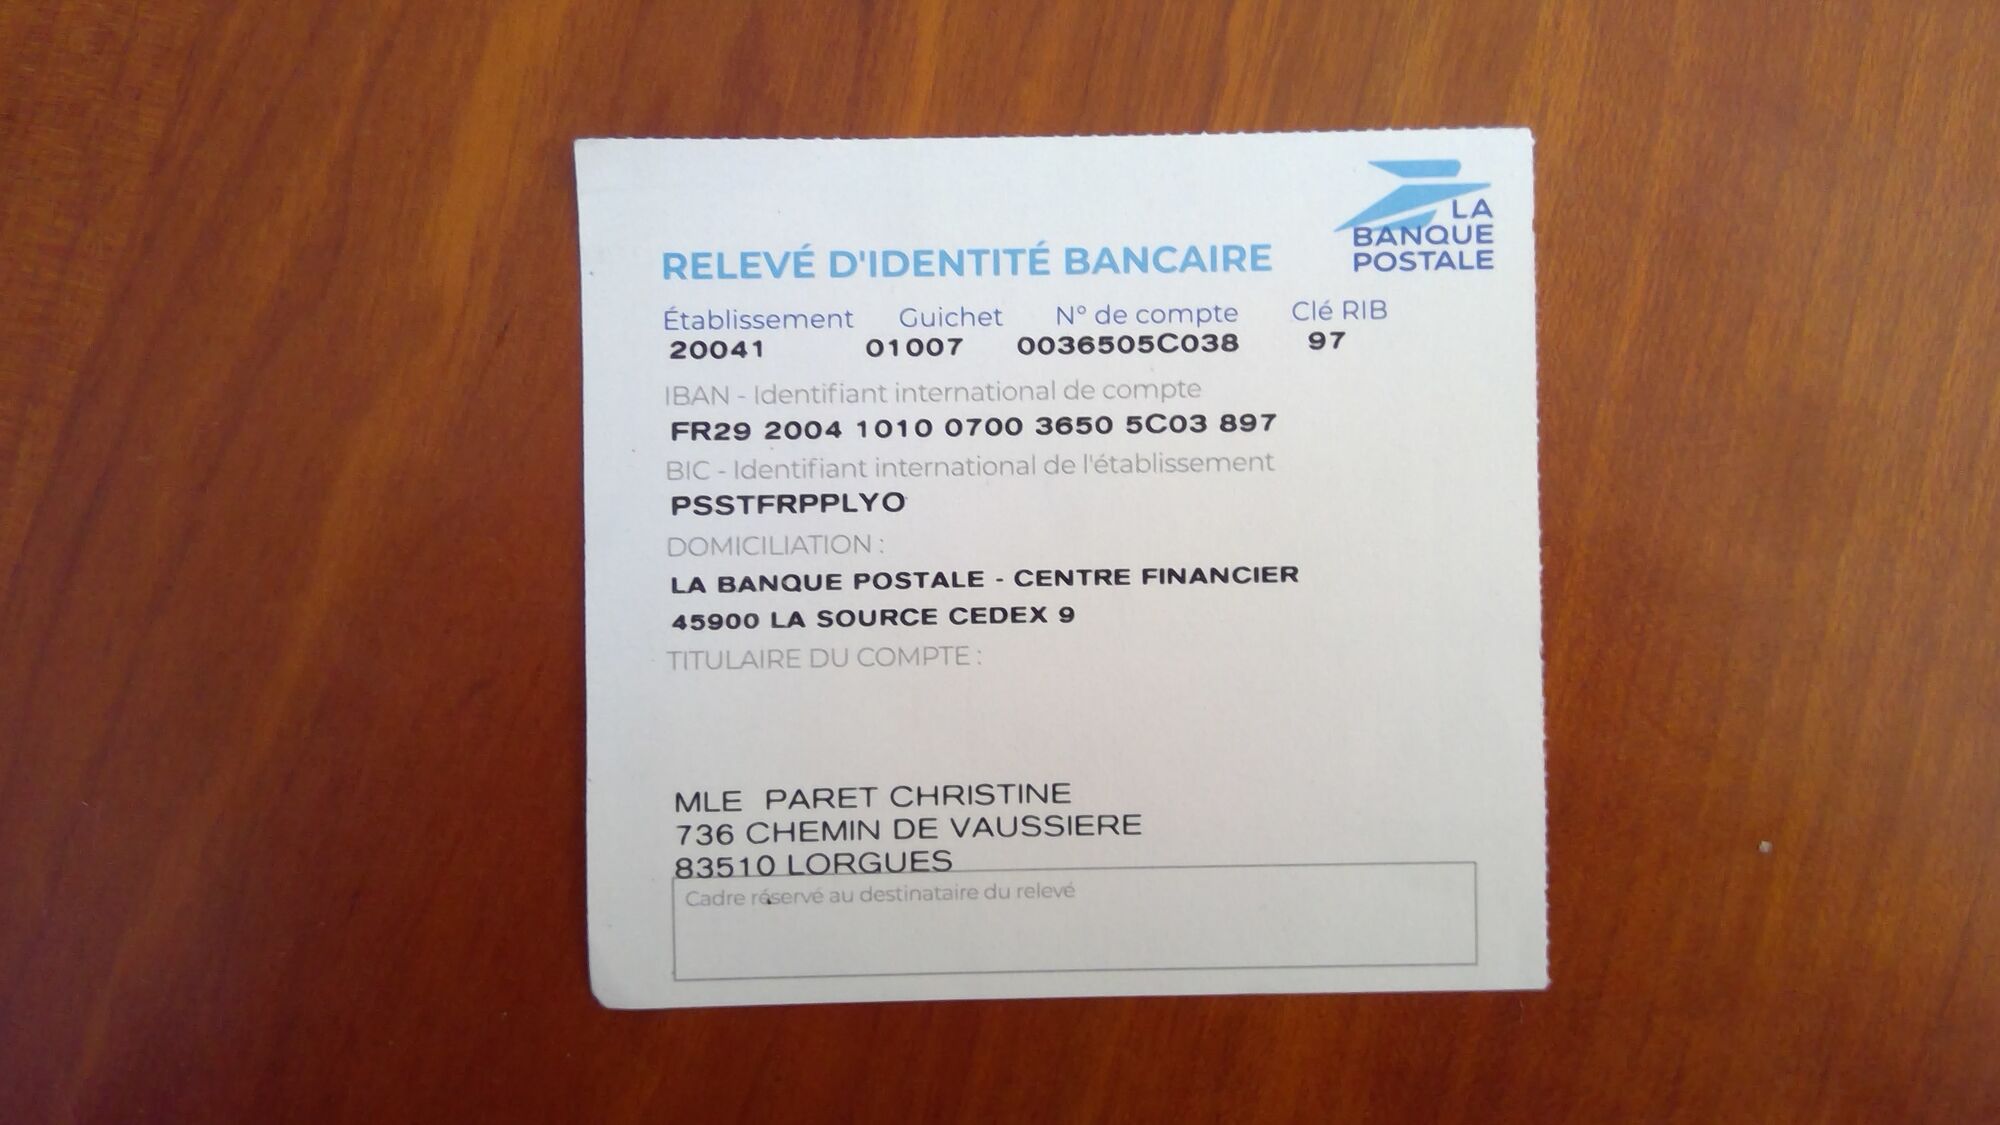 LA
BANQUE
POSTALE
RELEVÉ D'IDENTITÉ BANCAIRE
Établissement Guichet N° de compte Clé RIB
20041 01007 0036505C038 97
IBAN - Identifiant international de compte
FR29 2004 1010 0700 3650 5C03 897
BIC - Identifiant international de l'établissement
PSSTFRPPLYO
DOMICILIATION :
LA BANQUE POSTALE - CENTRE FINANCIER
45900 LA SOURCE CEDEX 9
TITULAIRE DU COMPTE :
MLE PARET CHRISTINE
736 CHEMIN DE VAUSSIERE
83510 LORGUES
Cadre réservé au destinataire du relevé